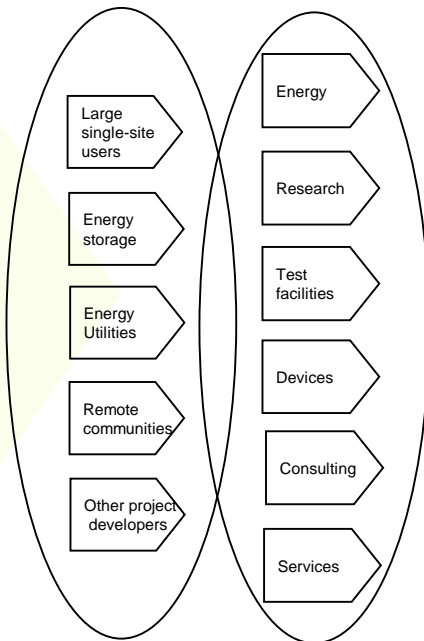 Large
single-site
users
Energy
storage
Energy
Utilities
Remote
communities
Other project
developers
Energy
Research
Test
facilities
Devices
Consulting
Services